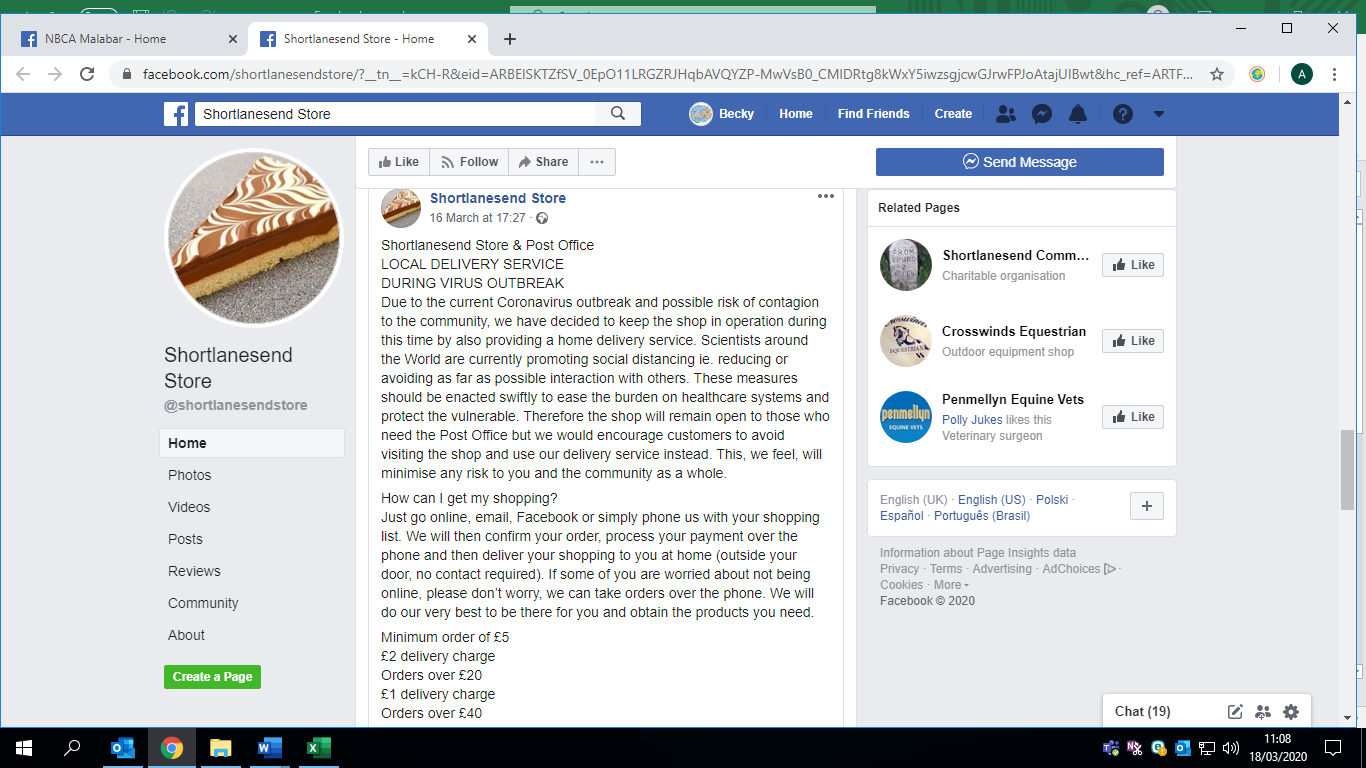 NBCA Malabar - Home
Shortlanesend Store - Home
facebook.com/shortlanesendstore/?__tn__=kCH-R&eid=ARBEISKTZfSV_0EpO11LRGZRJHqbAVQYZP-MwVsB0_CMIDRtg8kWxY5iwzsgjcwGJrwFPJoAtajUIBwt&hc_ref=ARTF...
A
Shortlanesend Store
Becky
Home
Find Friends
Create
Like
Follow
Share
Send Message
Shortlanesend
Store
@shortlanesendstore
Home
Photos
Videos
Posts
Reviews
Community
About
Create a Page
Shortlanesend Store
16 March at 17:27 ·
Shortlanesend Store & Post Office
LOCAL DELIVERY SERVICE
DURING VIRUS OUTBREAK
Due to the current Coronavirus outbreak and possible risk of contagion
to the community, we have decided to keep the shop in operation during
this time by also providing a home delivery service. Scientists around
the World are currently promoting social distancing ie. reducing or
avoiding as far as possible interaction with others. These measures
should be enacted swiftly to ease the burden on healthcare systems and
protect the vulnerable. Therefore the shop will remain open to those who
need the Post Office but we would encourage customers to avoid
visiting the shop and use our delivery service instead. This, we feel, will
minimise any risk to you and the community as a whole.
How can I get my shopping?
Just go online, email, Facebook or simply phone us with your shopping
list. We will then confirm your order, process your payment over the
phone and then deliver your shopping to you at home (outside your
door, no contact required). If some of you are worried about not being
online, please don't worry, we can take orders over the phone. We will
do our very best to be there for you and obtain the products you need.
Minimum order of £5
£2 delivery charge
Orders over £20
£1 delivery charge
Orders over £40
Related Pages
Shortlanesend Comm...
Charitable organisation
Like
Crosswinds Equestrian
Outdoor equipment shop
Like
penmellyn
EQUINE VETS
Penmellyn Equine Vets
Polly Jukes likes this
Veterinary surgeon
Like
English (UK) · English (US) · Polski ·
Español · Português (Brasil)
Information about Page Insights data
Privacy · Terms · Advertising · AdChoices ·
Cookies · More
Facebook © 2020
Chat (19)
11:08
18/03/2020